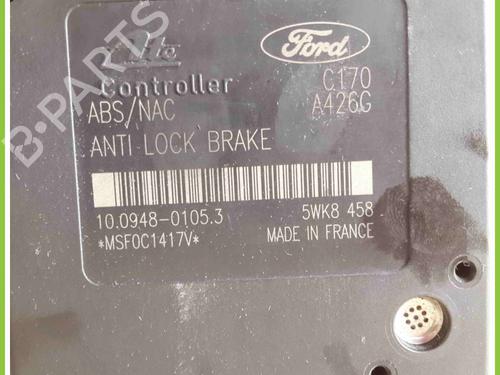 Ate
Ford
Controller
C170
ABS/NAC
A426G
ANTI LOCK BRAKE
10.0948-0105.3
5WK8 458
*MSF0C1417V*
MADE IN FRANCE
B-PARTS